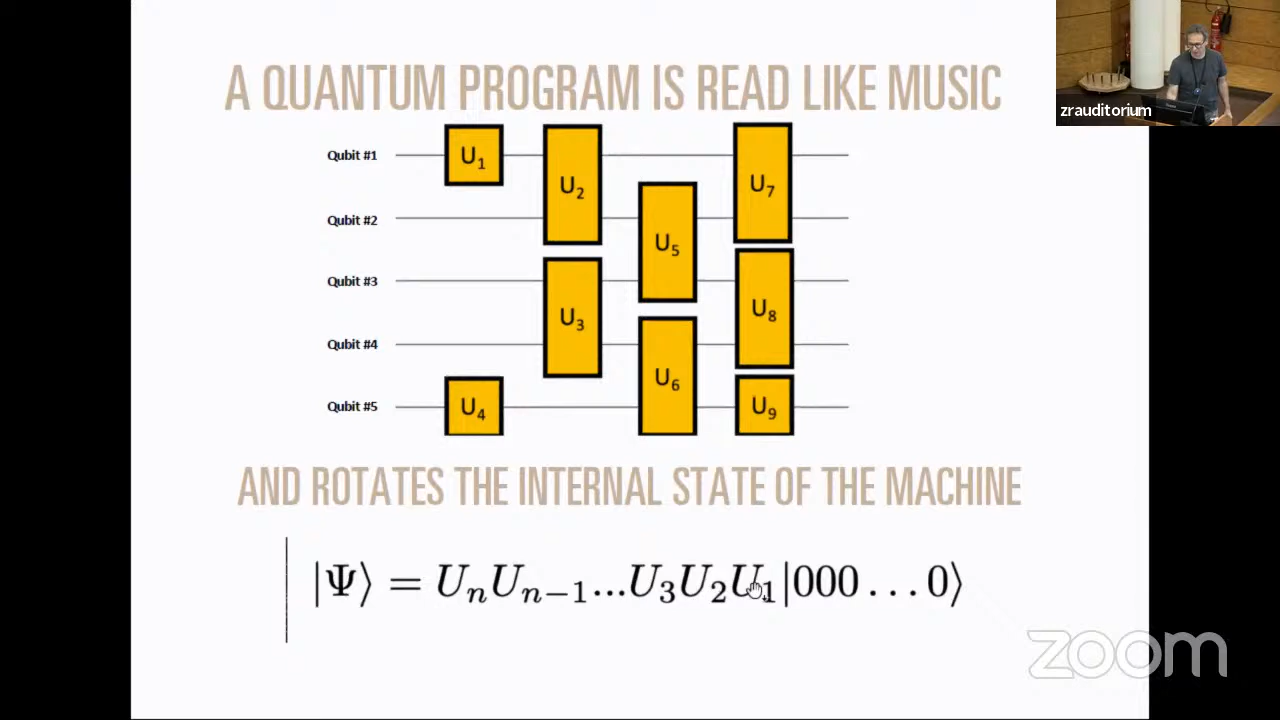 A QUANTUM PROGRAM IS READ LIKE MUSIC
zrauditorium
Qubit #1
Qubit #2
Qubit #3
Qubit #4
Qubit #5
U₁
U₂
U₃
U₄
U₅
U₆
U₇
U₈
U₉
AND ROTATES THE INTERNAL STATE OF THE MACHINE
|Ψ⟩ = UₙUₙ₋₁...U₃U₂U₁|000...0⟩
zoom